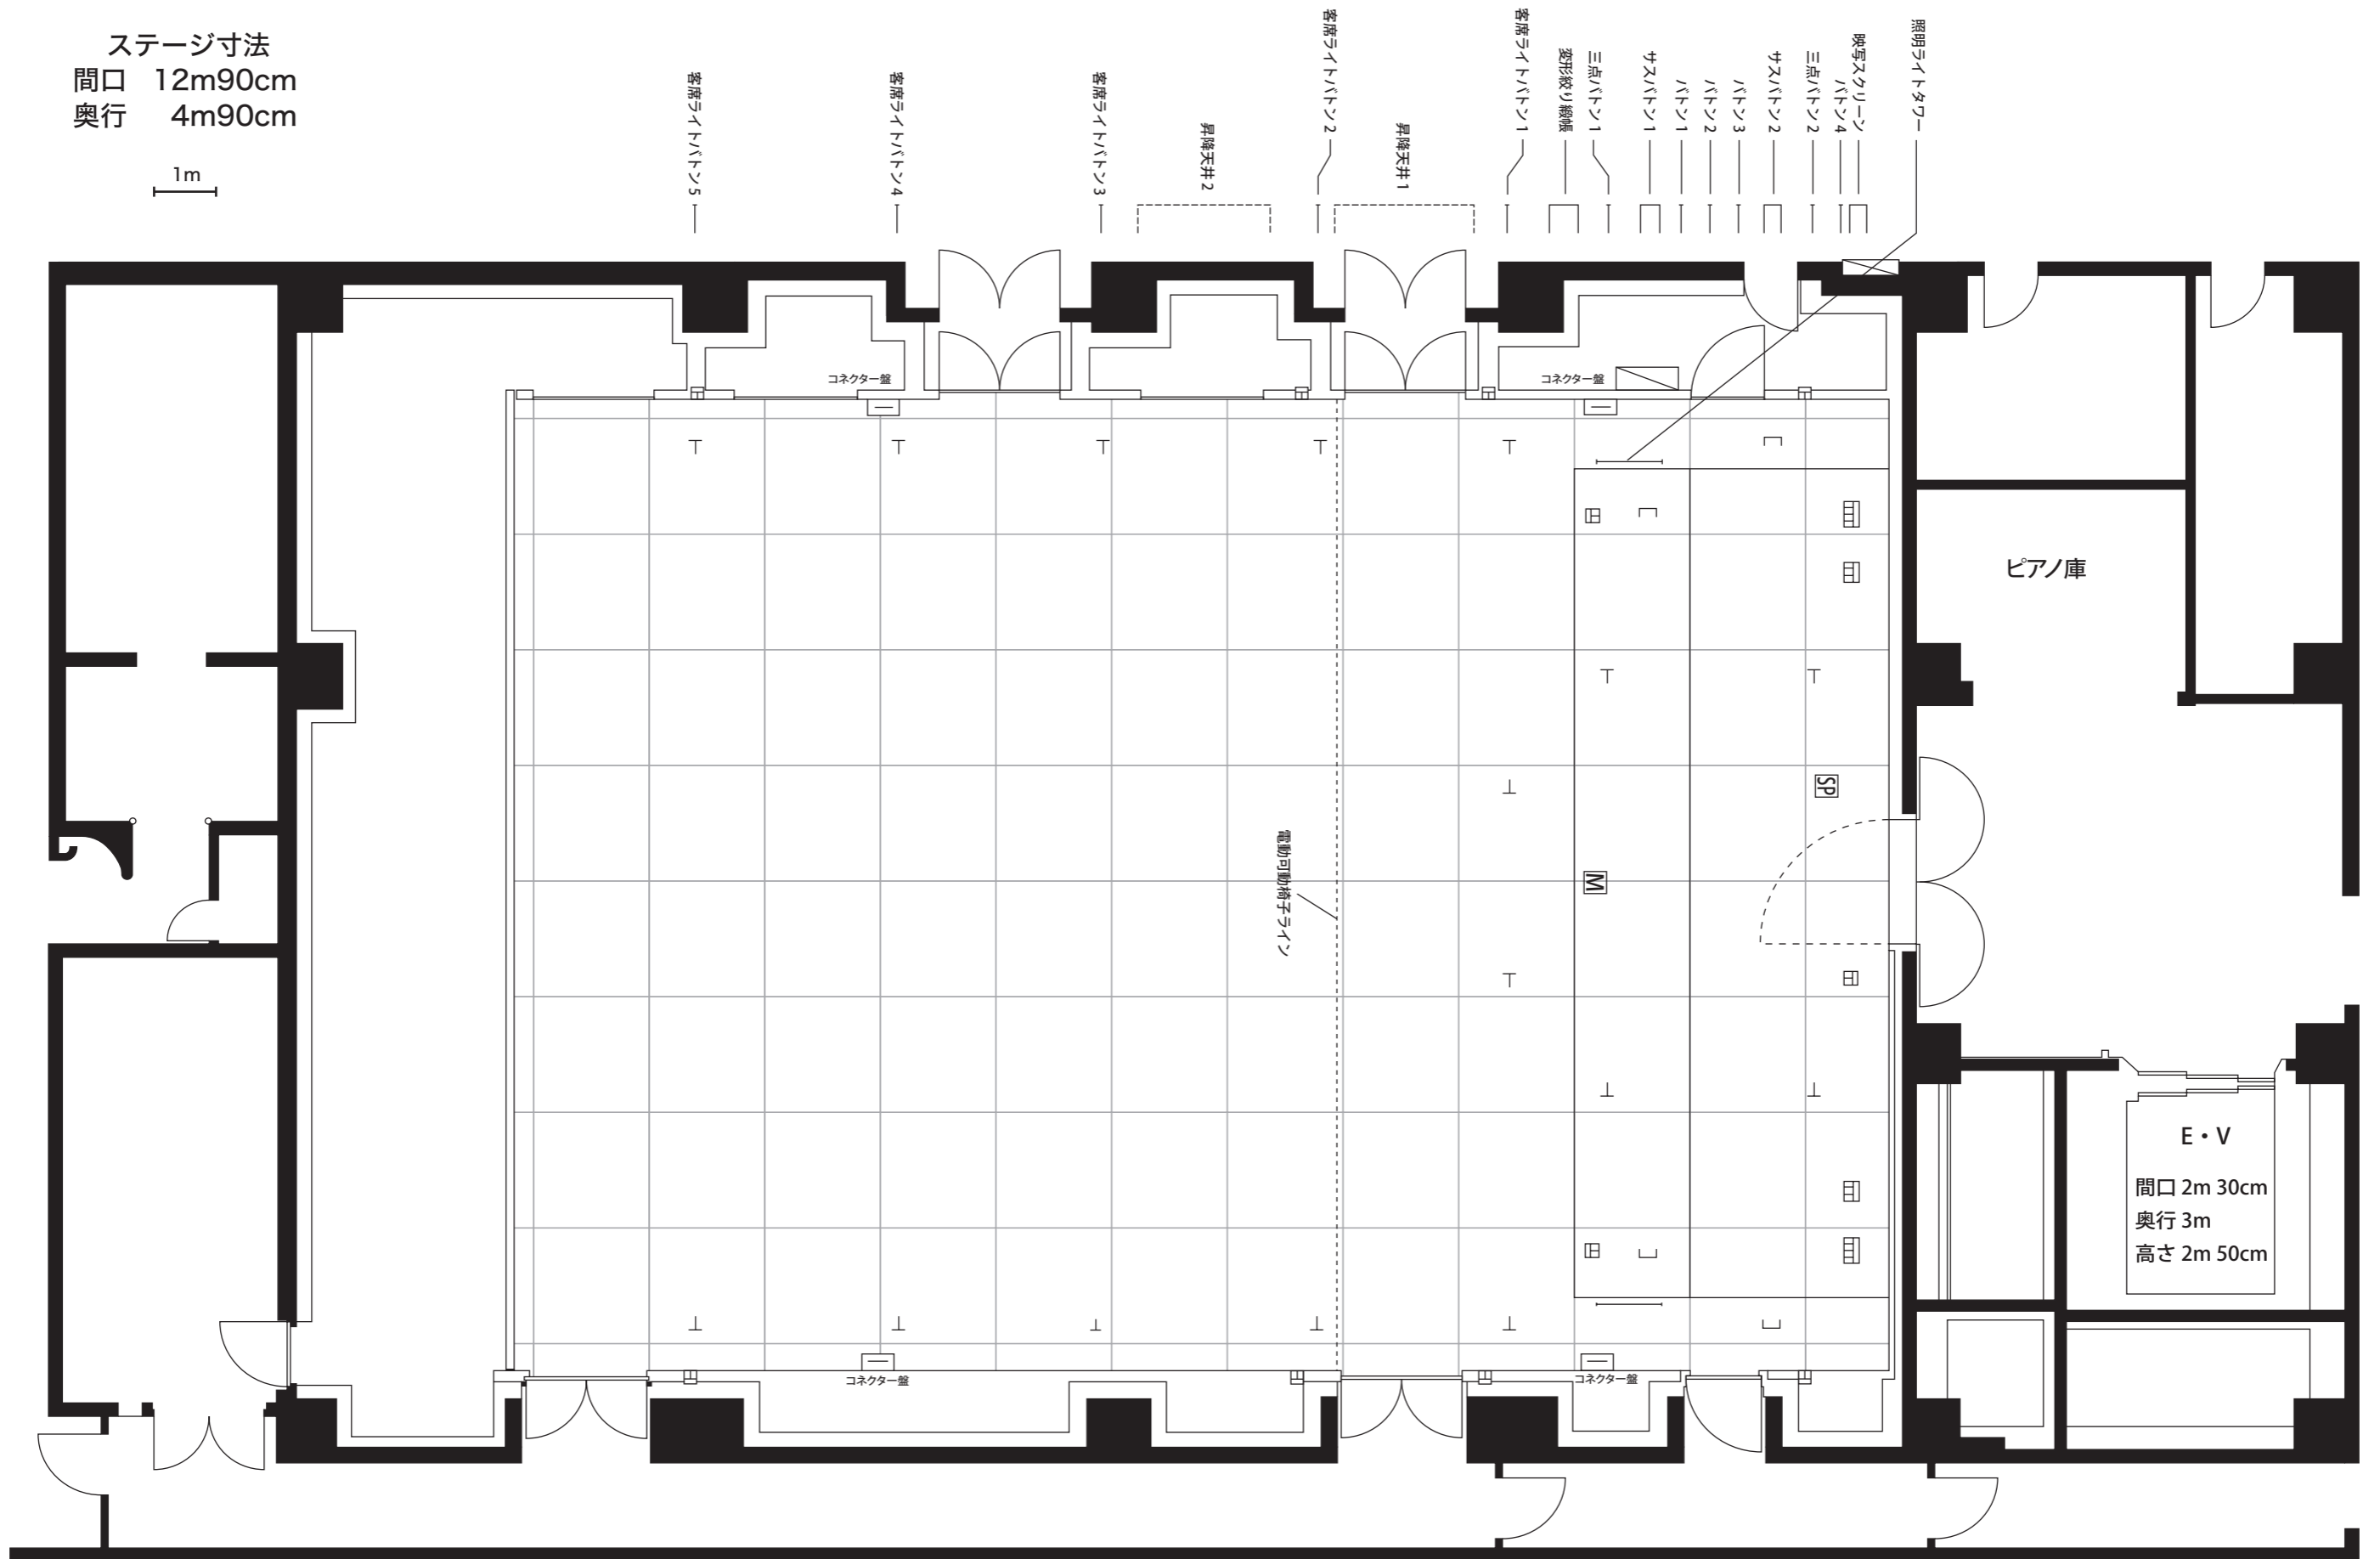 ステージ寸法
間口 12m90cm
奥行 4m90cm
1m
客席ライトバトン5
客席ライトバトン4
客席ライトバトン3
昇降天井2
客席ライトバトン2
昇降天井1
客席ライトバトン1
変形絞り緞帳
三点バトン1
サスバトン1
バトン1
バトン2
バトン3
サスバトン2
三点バトン2
バトン4
映写スクリーン
照明ライトタワー
コネクター盤
コネクター盤
ピアノ庫
SP
M
電動可動椅子ライン
E・V
間口 2m 30cm
奥行 3m
高さ 2m 50cm
コネクター盤
コネクター盤